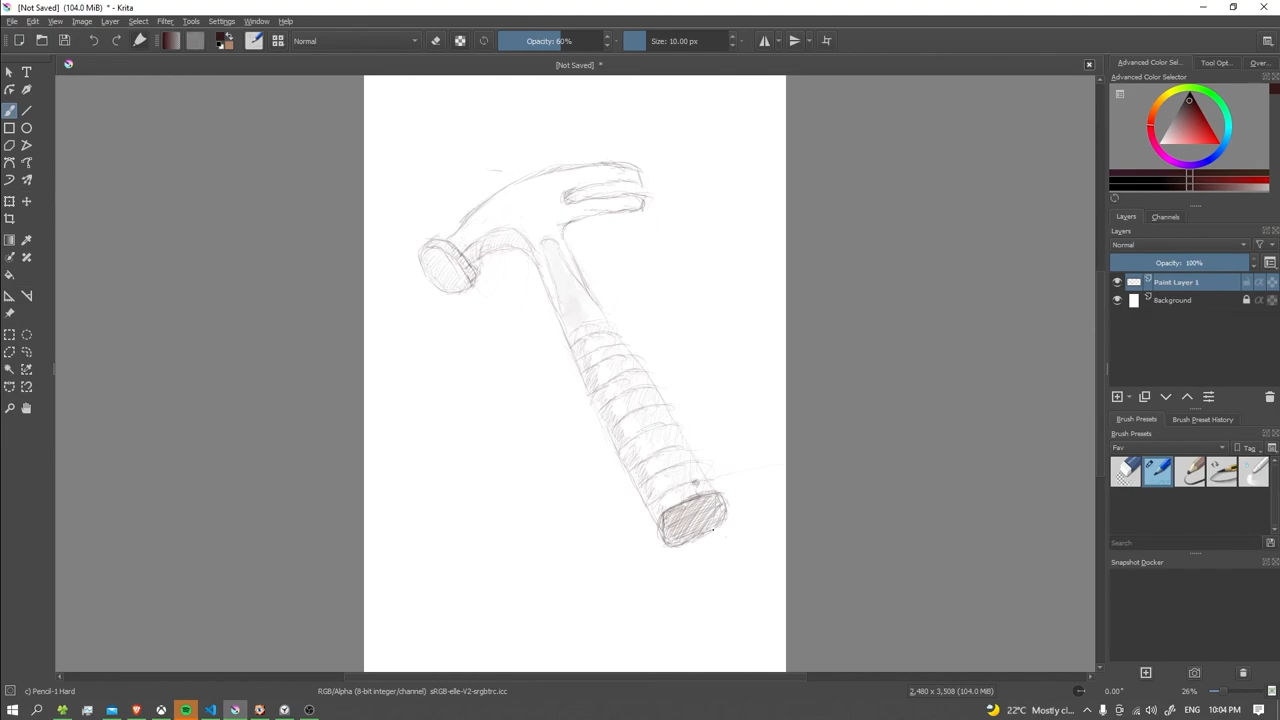 [Not Saved] (104.0 MiB) * - Krita
File Edit View Image Layer Select Filter Tools Settings Window Help
Normal
Opacity: 60%
Size: 10.00 px
[Not Saved] *
Advanced Color Sel... Tool Opt... Over...
Advanced Color Selector
Layers Channels
Layers
Normal
Opacity: 100%
Paint Layer 1
Background
Brush Presets Brush Preset History
Brush Presets
Fav
Tag
Search
Snapshot Docker
c) Pencil-1 Hard
RGB/Alpha (8-bit integer/channel) sRGB-elle-V2-srgbtrc.icc
2,480 x 3,508 (104.0 MiB)
0.00°
26%
22°C Mostly cl...
ENG 10:04 PM